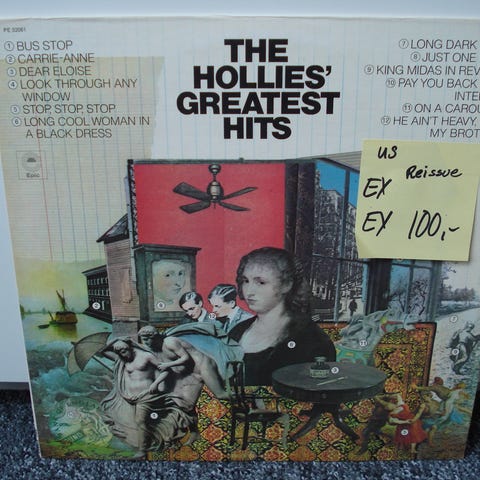 PE 32061
① BUS STOP
② CARRIE-ANNE
③ DEAR ELOISE
④ LOOK THROUGH ANY
WINDOW
⑤ STOP, STOP, STOP
⑥ LONG COOL WOMAN IN
A BLACK DRESS
THE
HOLLIES'
GREATEST
HITS
⑦ LONG DARK
⑧ JUST ONE
⑨ KING MIDAS IN REV
⑩ PAY YOU BACK
INTE
⑪ ON A CAROU
⑫ HE AIN'T HEAVY,
MY BROT
Epic
US
Reissue
EX
EX 100,-